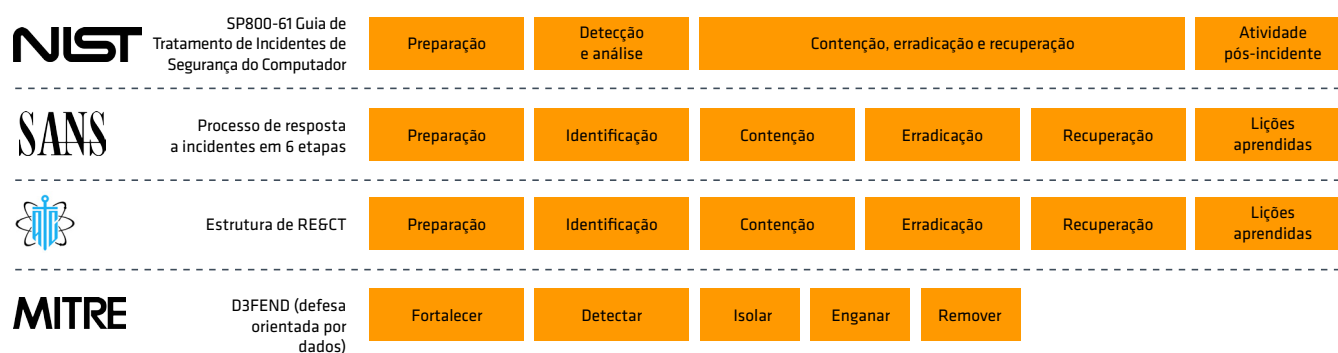 NIST
SP800-61 Guia de
Tratamento de Incidentes de
Segurança do Computador
Preparação
Detecção
e análise
Contenção, erradicação e recuperação
Atividade
pós-incidente
SANS
Processo de resposta
a incidentes em 6 etapas
Preparação
Identificação
Contenção
Erradicação
Recuperação
Lições
aprendidas
Estrutura de RE&CT
Preparação
Identificação
Contenção
Erradicação
Recuperação
Lições
aprendidas
MITRE
D3FEND (defesa
orientada por
dados)
Fortalecer
Detectar
Isolar
Enganar
Remover